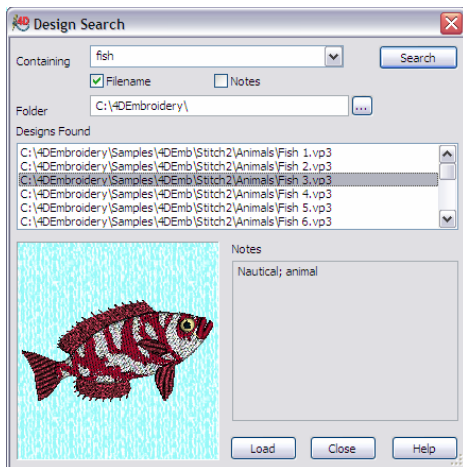 4D Design Search
Containing fish Search
Filename Notes
Folder C:\4DEmbroidery\ ...
Designs Found
C:\4DEmbroidery\Samples\4DEmb\Stitch2\Animals\Fish 1.vp3
C:\4DEmbroidery\Samples\4DEmb\Stitch2\Animals\Fish 2.vp3
C:\4DEmbroidery\Samples\4DEmb\Stitch2\Animals\Fish 3.vp3
C:\4DEmbroidery\Samples\4DEmb\Stitch2\Animals\Fish 4.vp3
C:\4DEmbroidery\Samples\4DEmb\Stitch2\Animals\Fish 5.vp3
C:\4DEmbroidery\Samples\4DEmb\Stitch2\Animals\Fish 6.vp3
Notes
Nautical; animal
Load Close Help